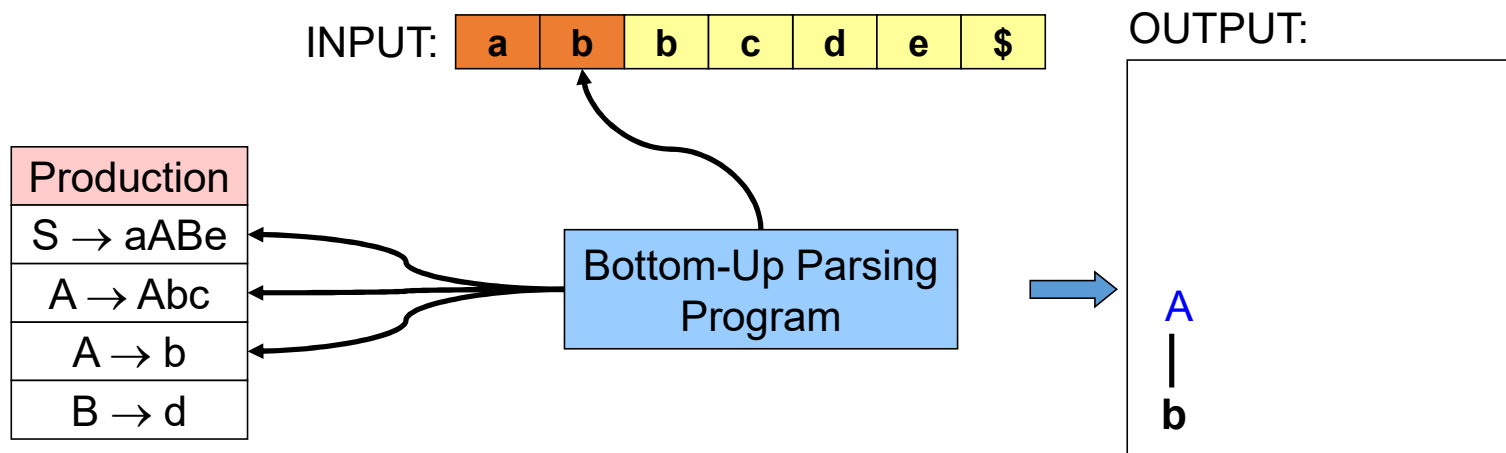 INPUT: a b b c d e $
OUTPUT:
Production
S → aABe
A → Abc
A → b
B → d
Bottom-Up Parsing
Program
A
b